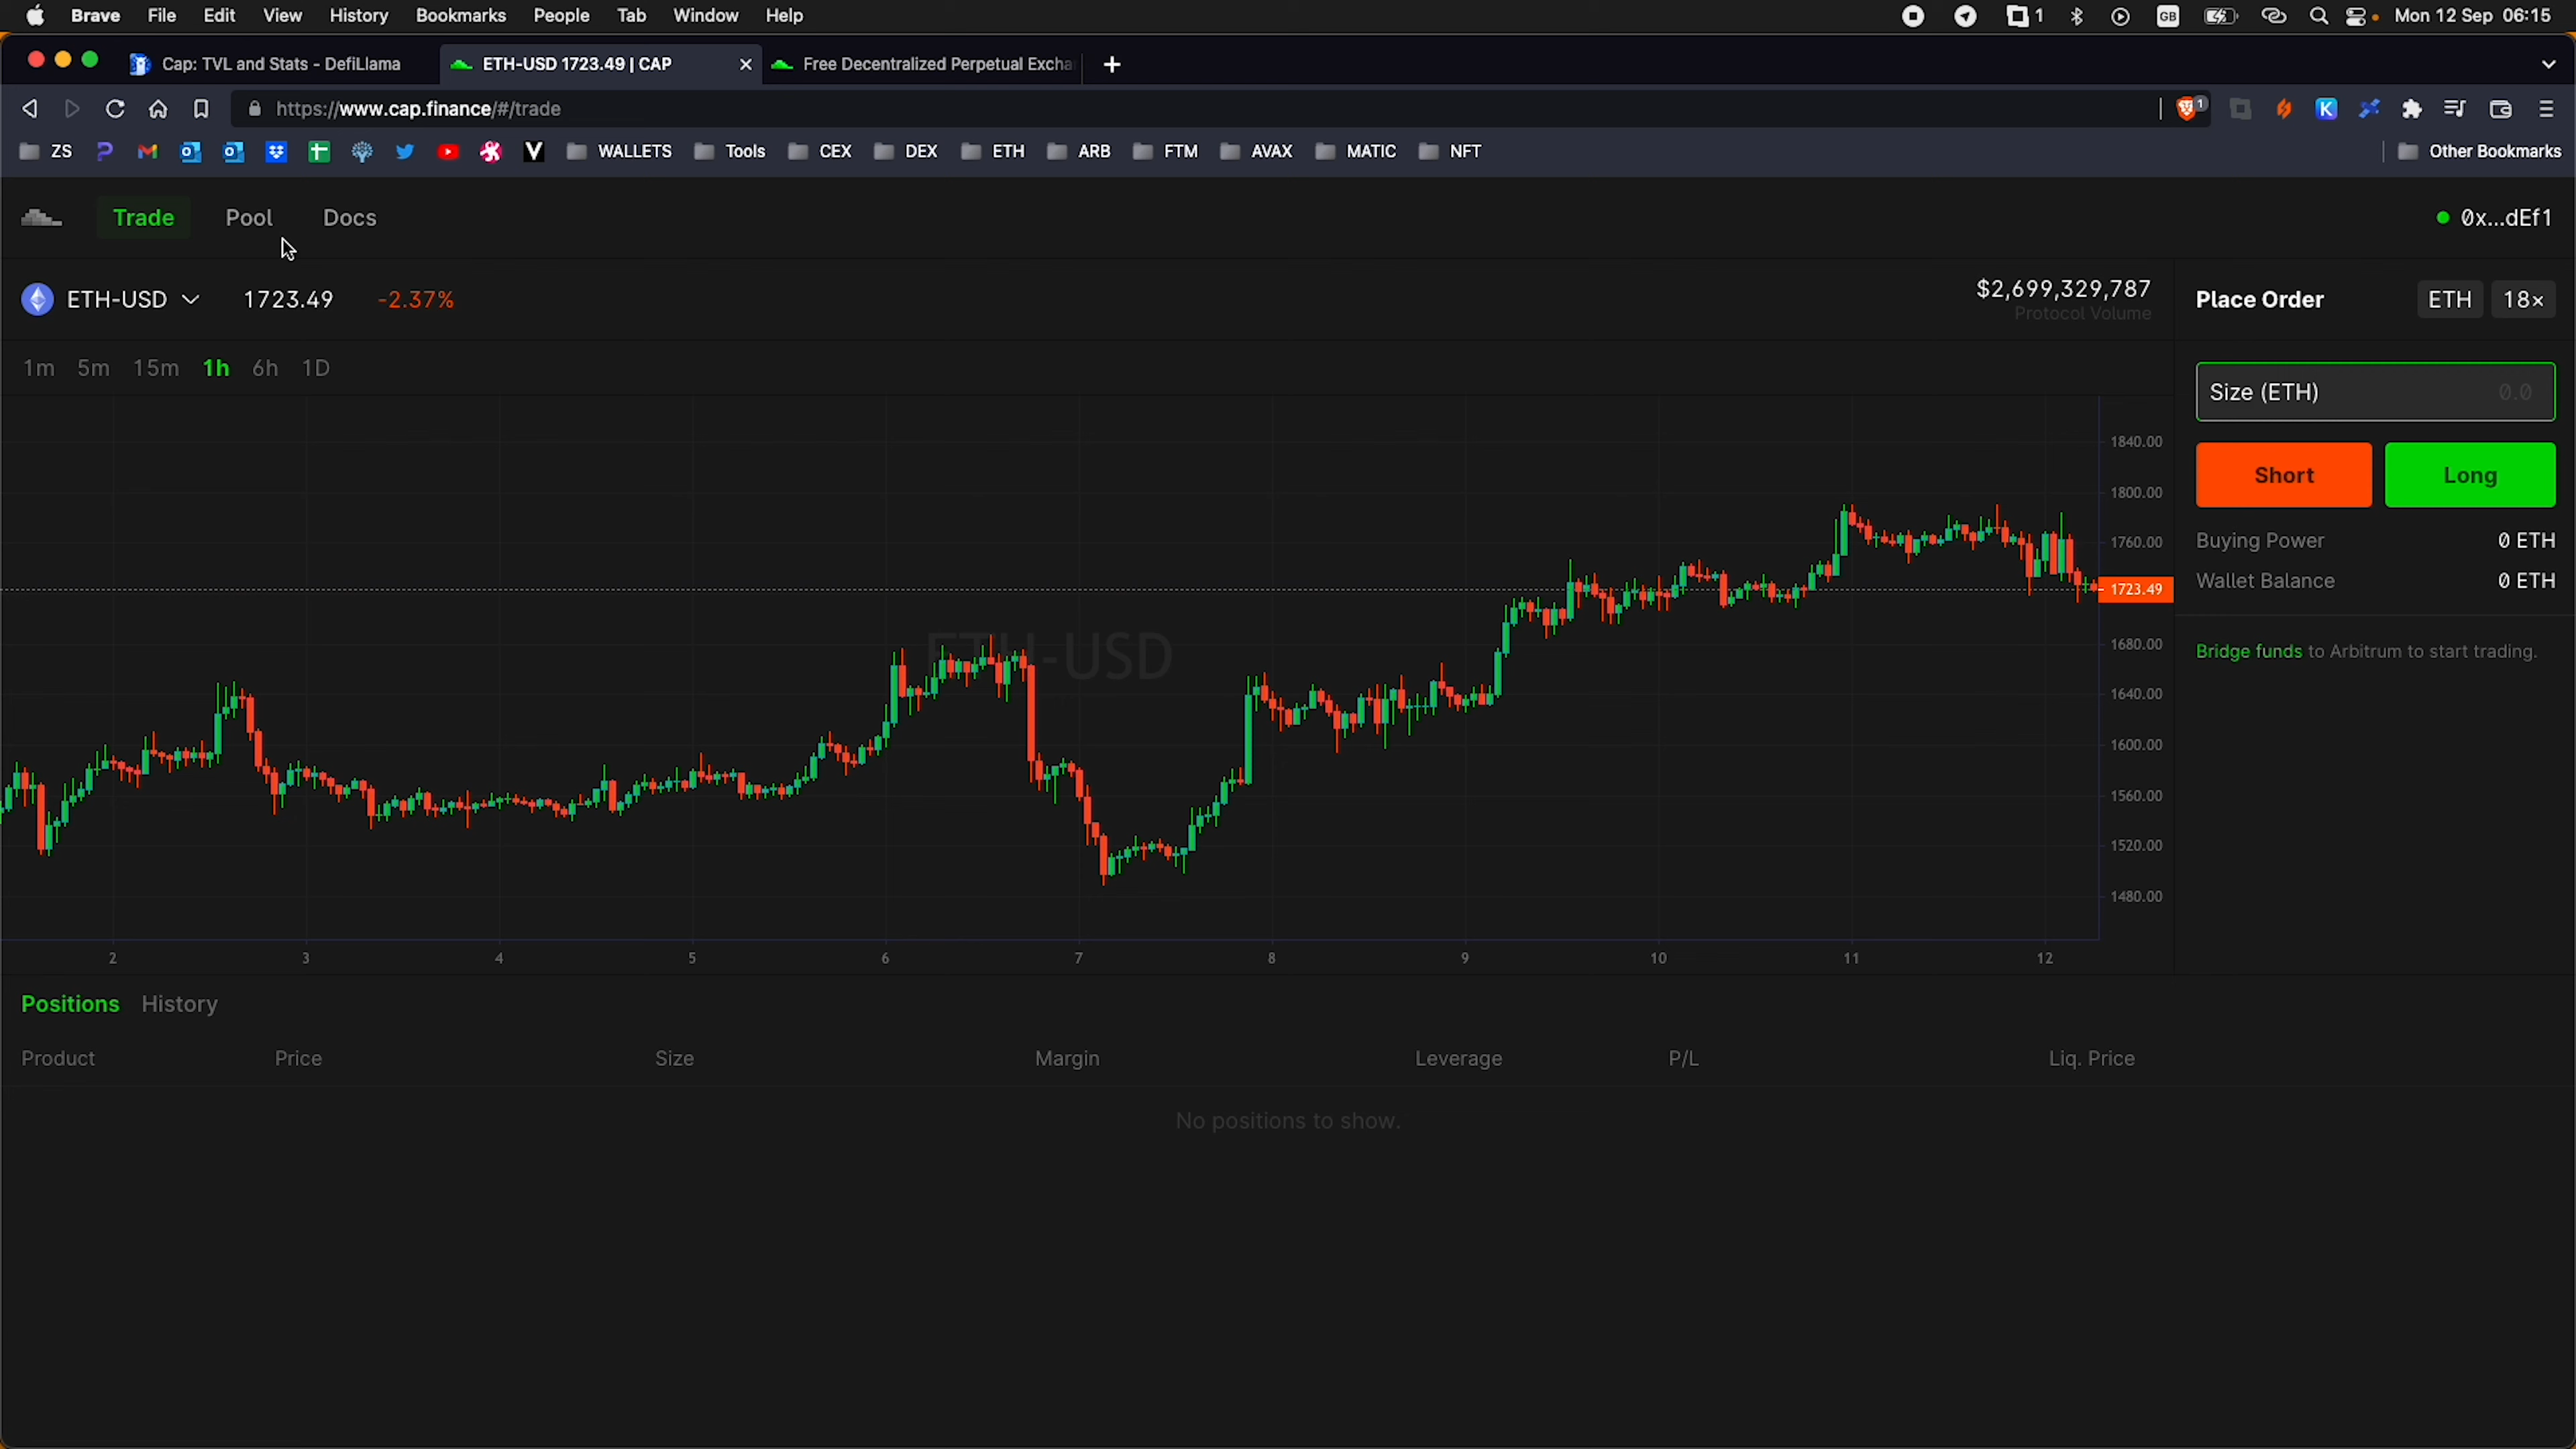 Brave File Edit View History Bookmarks People Tab Window Help 1 GB Mon 12 Sep 06:15
Cap: TVL and Stats - DefiLlama ETH-USD 1723.49 | CAP Free Decentralized Perpetual Excha
https://www.cap.finance/#/trade 1
ZS WALLETS Tools CEX DEX ETH ARB FTM AVAX MATIC NFT Other Bookmarks
Trade Pool Docs 0x...dEf1
ETH-USD 1723.49 -2.37% $2,699,329,787
Protocol Volume
Place Order ETH 18×
1m 5m 15m 1h 6h 1D
Size (ETH) 0.0
Short Long
Buying Power 0 ETH
Wallet Balance 0 ETH
Bridge funds to Arbitrum to start trading.
ETH-USD
1840.00
1800.00
1760.00
1723.49
1680.00
1640.00
1600.00
1560.00
1520.00
1480.00
2 3 4 5 6 7 8 9 10 11 12
Positions History
Product Price Size Margin Leverage P/L Liq. Price
No positions to show.